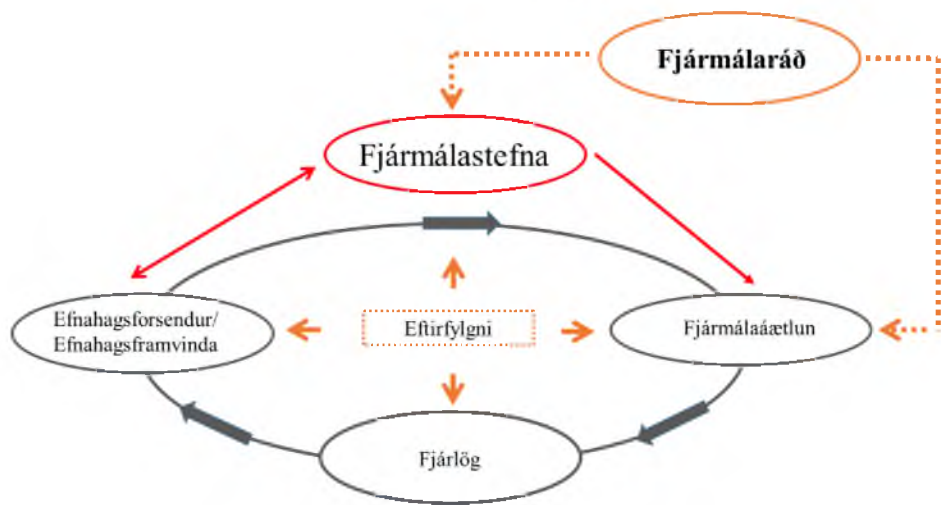 Fjármálaráð
Fjármálastefna
Efnahagsforsendur/
Efnahagsframvinda
Eftirfylgni
Fjármálaáætlun
Fjárlög